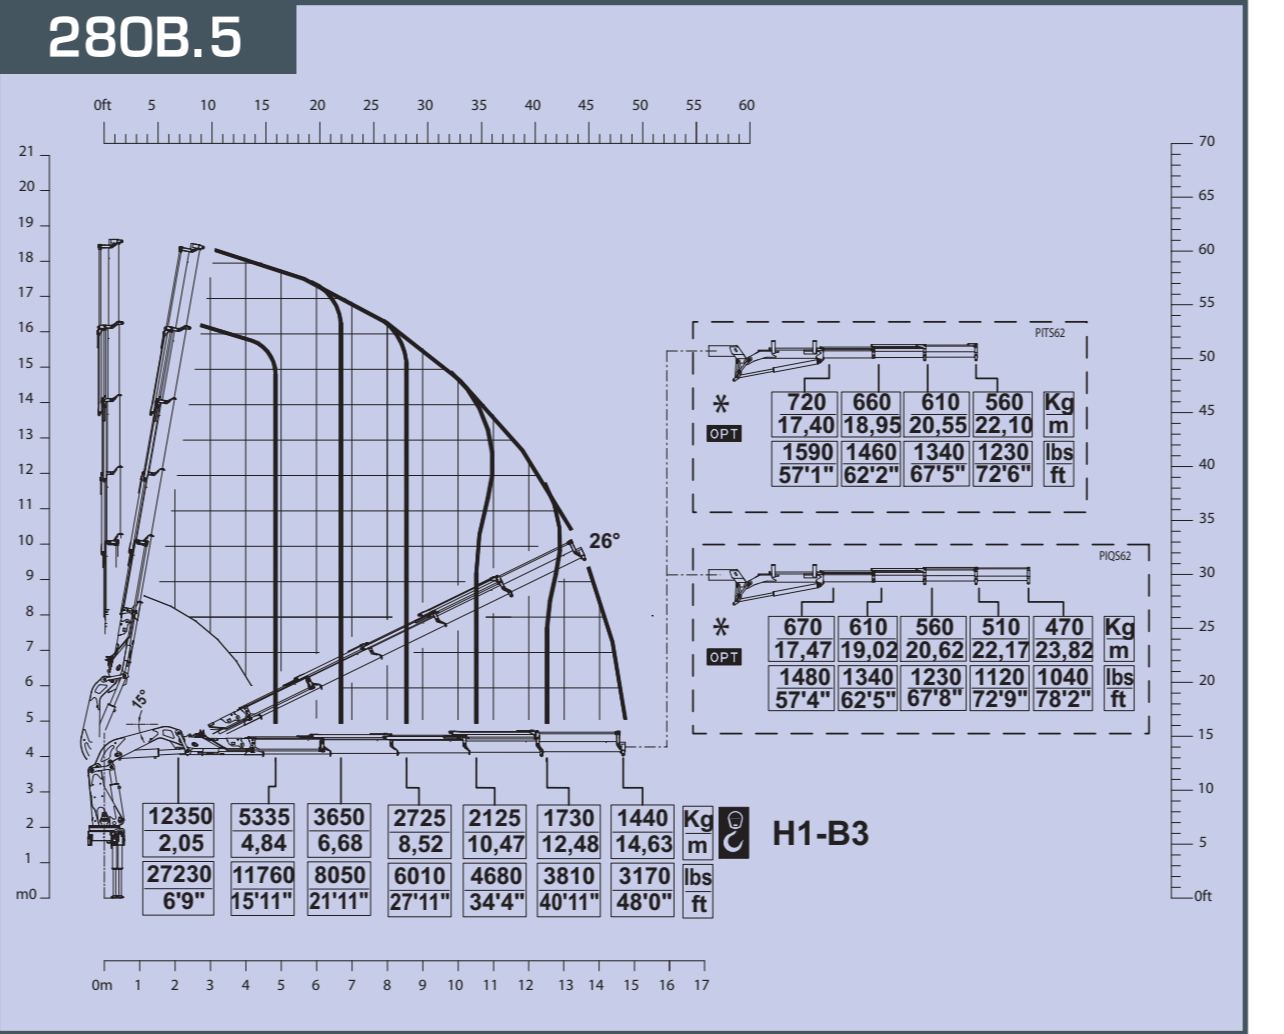 280B.5
0ft 5 10 15 20 25 30 35 40 45 50 55 60
21
20
19
18
17
16
15
14
13
12
11
10
9
8
7
6
5
4
3
2
1
m0
70
65
60
55
50
45
40
35
30
25
20
15
10
5
0ft
26°
15°
PITS62
* OPT
720 660 610 560 Kg
17,40 18,95 20,55 22,10 m
1590 1460 1340 1230 lbs
57'1" 62'2" 67'5" 72'6" ft
PIQS62
* OPT
670 610 560 510 470 Kg
17,47 19,02 20,62 22,17 23,82 m
1480 1340 1230 1120 1040 lbs
57'4" 62'5" 67'8" 72'9" 78'2" ft
12350 5335 3650 2725 2125 1730 1440 Kg
2,05 4,84 6,68 8,52 10,47 12,48 14,63 m
27230 11760 8050 6010 4680 3810 3170 lbs
6'9" 15'11" 21'11" 27'11" 34'4" 40'11" 48'0" ft
H1-B3
0m 1 2 3 4 5 6 7 8 9 10 11 12 13 14 15 16 17